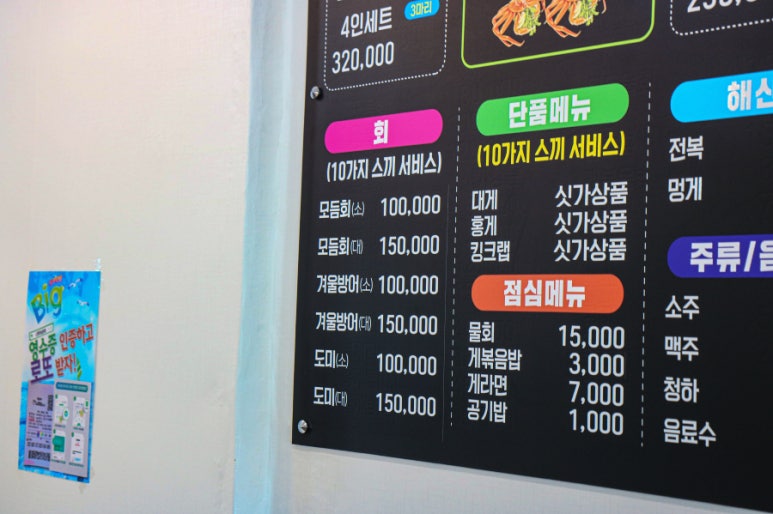 Big
영수증 인증하고
로또 받자!
4인세트
3마리
320,000
회
(10가지 스끼 서비스)
모듬회(소) 100,000
모듬회(대) 150,000
겨울방어(소) 100,000
겨울방어(대) 150,000
도미(소) 100,000
도미(대) 150,000
단품메뉴
(10가지 스끼 서비스)
대게 싯가상품
홍게 싯가상품
킹크랩 싯가상품
점심메뉴
물회 15,000
게볶음밥 3,000
게라면 7,000
공기밥 1,000
해산
전복
멍게
주류/음
소주
맥주
청하
음료수